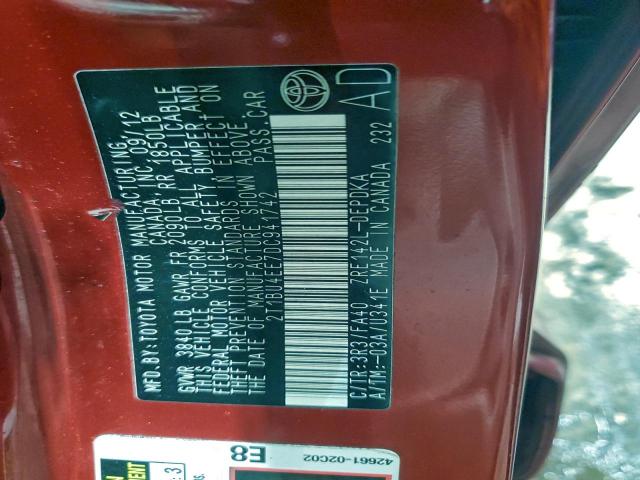 MFD.BY:TOYOTA MOTOR MANUFACTURING
CANADA INC. 09/12
GVWR 3840LB GAWR FR 2090LB RR 1850LB
THIS VEHICLE CONFORMS TO ALL APPLICABLE
FEDERAL MOTOR VEHICLE SAFETY, BUMPER, AND
THEFT PREVENTION STANDARDS IN EFFECT ON
THE DATE OF MANUFACTURE SHOWN ABOVE.
2T1BU4EE7DC941742 PASS.CAR
C/TR:3R3/FA40 ZRE142L-DEPDKA
A/TM:-03A/U341E CANADA 232
AD
E8
42661-02C02